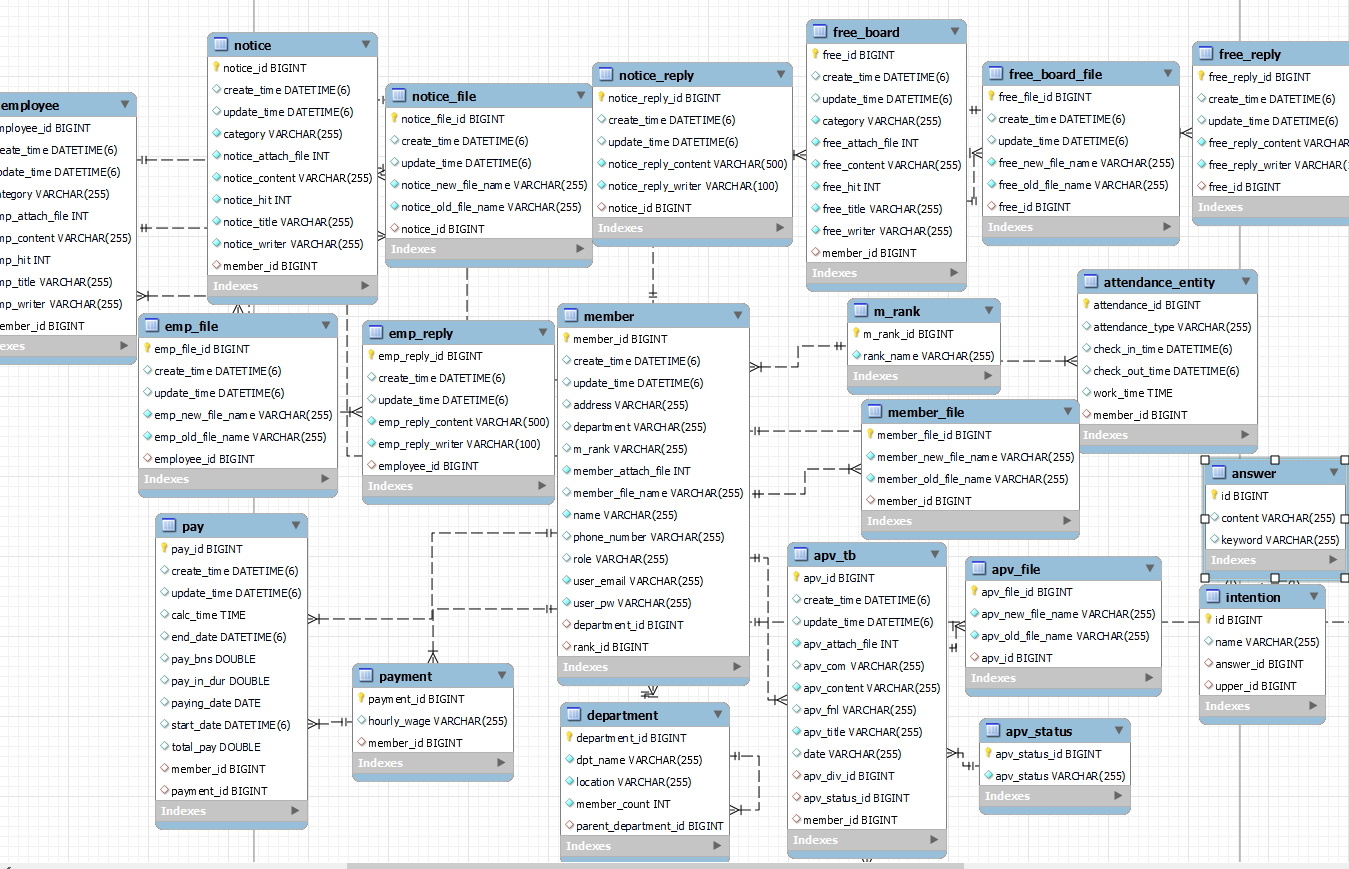 employee
mployee_id BIGINT
eate_time DATETIME(6)
pdate_time DATETIME(6)
ategory VARCHAR(255)
mp_attach_file INT
mp_content VARCHAR(255)
mp_hit INT
mp_title VARCHAR(255)
mp_writer VARCHAR(255)
ember_id BIGINT
exes
notice
notice_id BIGINT
create_time DATETIME(6)
update_time DATETIME(6)
category VARCHAR(255)
notice_attach_file INT
notice_content VARCHAR(255)
notice_hit INT
notice_title VARCHAR(255)
notice_writer VARCHAR(255)
member_id BIGINT
Indexes
notice_file
notice_file_id BIGINT
create_time DATETIME(6)
update_time DATETIME(6)
notice_new_file_name VARCHAR(255)
notice_old_file_name VARCHAR(255)
notice_id BIGINT
Indexes
notice_reply
notice_reply_id BIGINT
create_time DATETIME(6)
update_time DATETIME(6)
notice_reply_content VARCHAR(500)
notice_reply_writer VARCHAR(100)
notice_id BIGINT
Indexes
free_board
free_id BIGINT
create_time DATETIME(6)
update_time DATETIME(6)
category VARCHAR(255)
free_attach_file INT
free_content VARCHAR(255)
free_hit INT
free_title VARCHAR(255)
free_writer VARCHAR(255)
member_id BIGINT
Indexes
free_board_file
free_file_id BIGINT
create_time DATETIME(6)
update_time DATETIME(6)
free_new_file_name VARCHAR(255)
free_old_file_name VARCHAR(255)
free_id BIGINT
Indexes
free_reply
free_reply_id BIGINT
create_time DATETIME(6)
update_time DATETIME(6)
free_reply_content VARCHAR
free_reply_writer VARCHAR(
free_id BIGINT
Indexes
emp_file
emp_file_id BIGINT
create_time DATETIME(6)
update_time DATETIME(6)
emp_new_file_name VARCHAR(255)
emp_old_file_name VARCHAR(255)
employee_id BIGINT
Indexes
emp_reply
emp_reply_id BIGINT
create_time DATETIME(6)
update_time DATETIME(6)
emp_reply_content VARCHAR(500)
emp_reply_writer VARCHAR(100)
employee_id BIGINT
Indexes
member
member_id BIGINT
create_time DATETIME(6)
update_time DATETIME(6)
address VARCHAR(255)
department VARCHAR(255)
m_rank VARCHAR(255)
member_attach_file INT
member_file_name VARCHAR(255)
name VARCHAR(255)
phone_number VARCHAR(255)
role VARCHAR(255)
user_email VARCHAR(255)
user_pw VARCHAR(255)
department_id BIGINT
rank_id BIGINT
Indexes
m_rank
m_rank_id BIGINT
rank_name VARCHAR(255)
Indexes
attendance_entity
attendance_id BIGINT
attendance_type VARCHAR(255)
check_in_time DATETIME(6)
check_out_time DATETIME(6)
work_time TIME
member_id BIGINT
Indexes
member_file
member_file_id BIGINT
member_new_file_name VARCHAR(255)
member_old_file_name VARCHAR(255)
member_id BIGINT
Indexes
answer
id BIGINT
content VARCHAR(255)
keyword VARCHAR(255)
Indexes
pay
pay_id BIGINT
create_time DATETIME(6)
update_time DATETIME(6)
calc_time TIME
end_date DATETIME(6)
pay_bns DOUBLE
pay_in_dur DOUBLE
paying_date DATE
start_date DATETIME(6)
total_pay DOUBLE
member_id BIGINT
payment_id BIGINT
Indexes
payment
payment_id BIGINT
hourly_wage VARCHAR(255)
member_id BIGINT
Indexes
department
department_id BIGINT
dpt_name VARCHAR(255)
location VARCHAR(255)
member_count INT
parent_department_id BIGINT
Indexes
apv_tb
apv_id BIGINT
create_time DATETIME(6)
update_time DATETIME(6)
apv_attach_file INT
apv_com VARCHAR(255)
apv_content VARCHAR(255)
apv_fnl VARCHAR(255)
apv_title VARCHAR(255)
date VARCHAR(255)
apv_div_id BIGINT
apv_status_id BIGINT
member_id BIGINT
Indexes
apv_file
apv_file_id BIGINT
apv_new_file_name VARCHAR(255)
apv_old_file_name VARCHAR(255)
apv_id BIGINT
Indexes
apv_status
apv_status_id BIGINT
apv_status VARCHAR(255)
Indexes
intention
id BIGINT
name VARCHAR(255)
answer_id BIGINT
upper_id BIGINT
Indexes